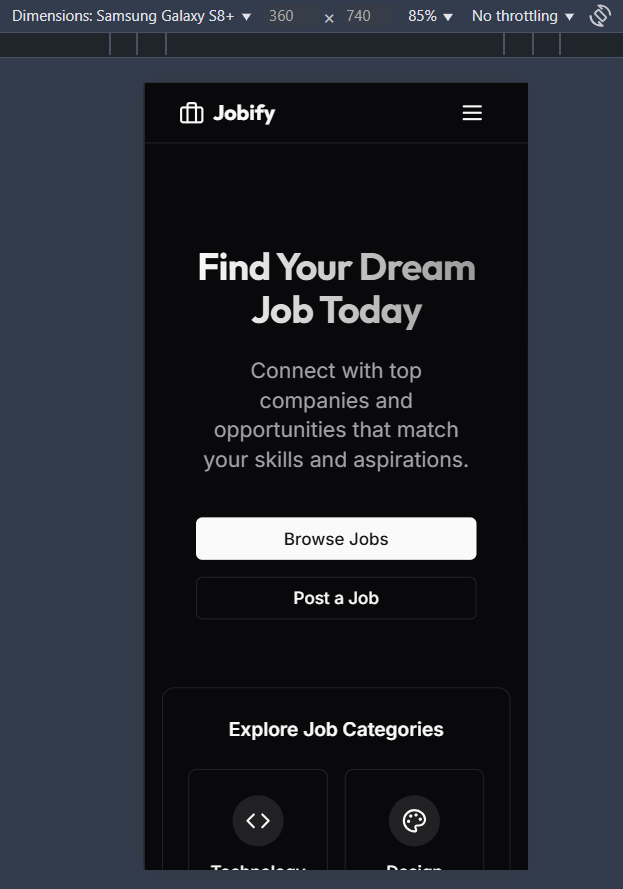 Dimensions: Samsung Galaxy S8+ ▼ 360 × 740 85% ▼ No throttling ▼
Jobify
Find Your Dream
Job Today
Connect with top
companies and
opportunities that match
your skills and aspirations.
Browse Jobs
Post a Job
Explore Job Categories
Technology Design